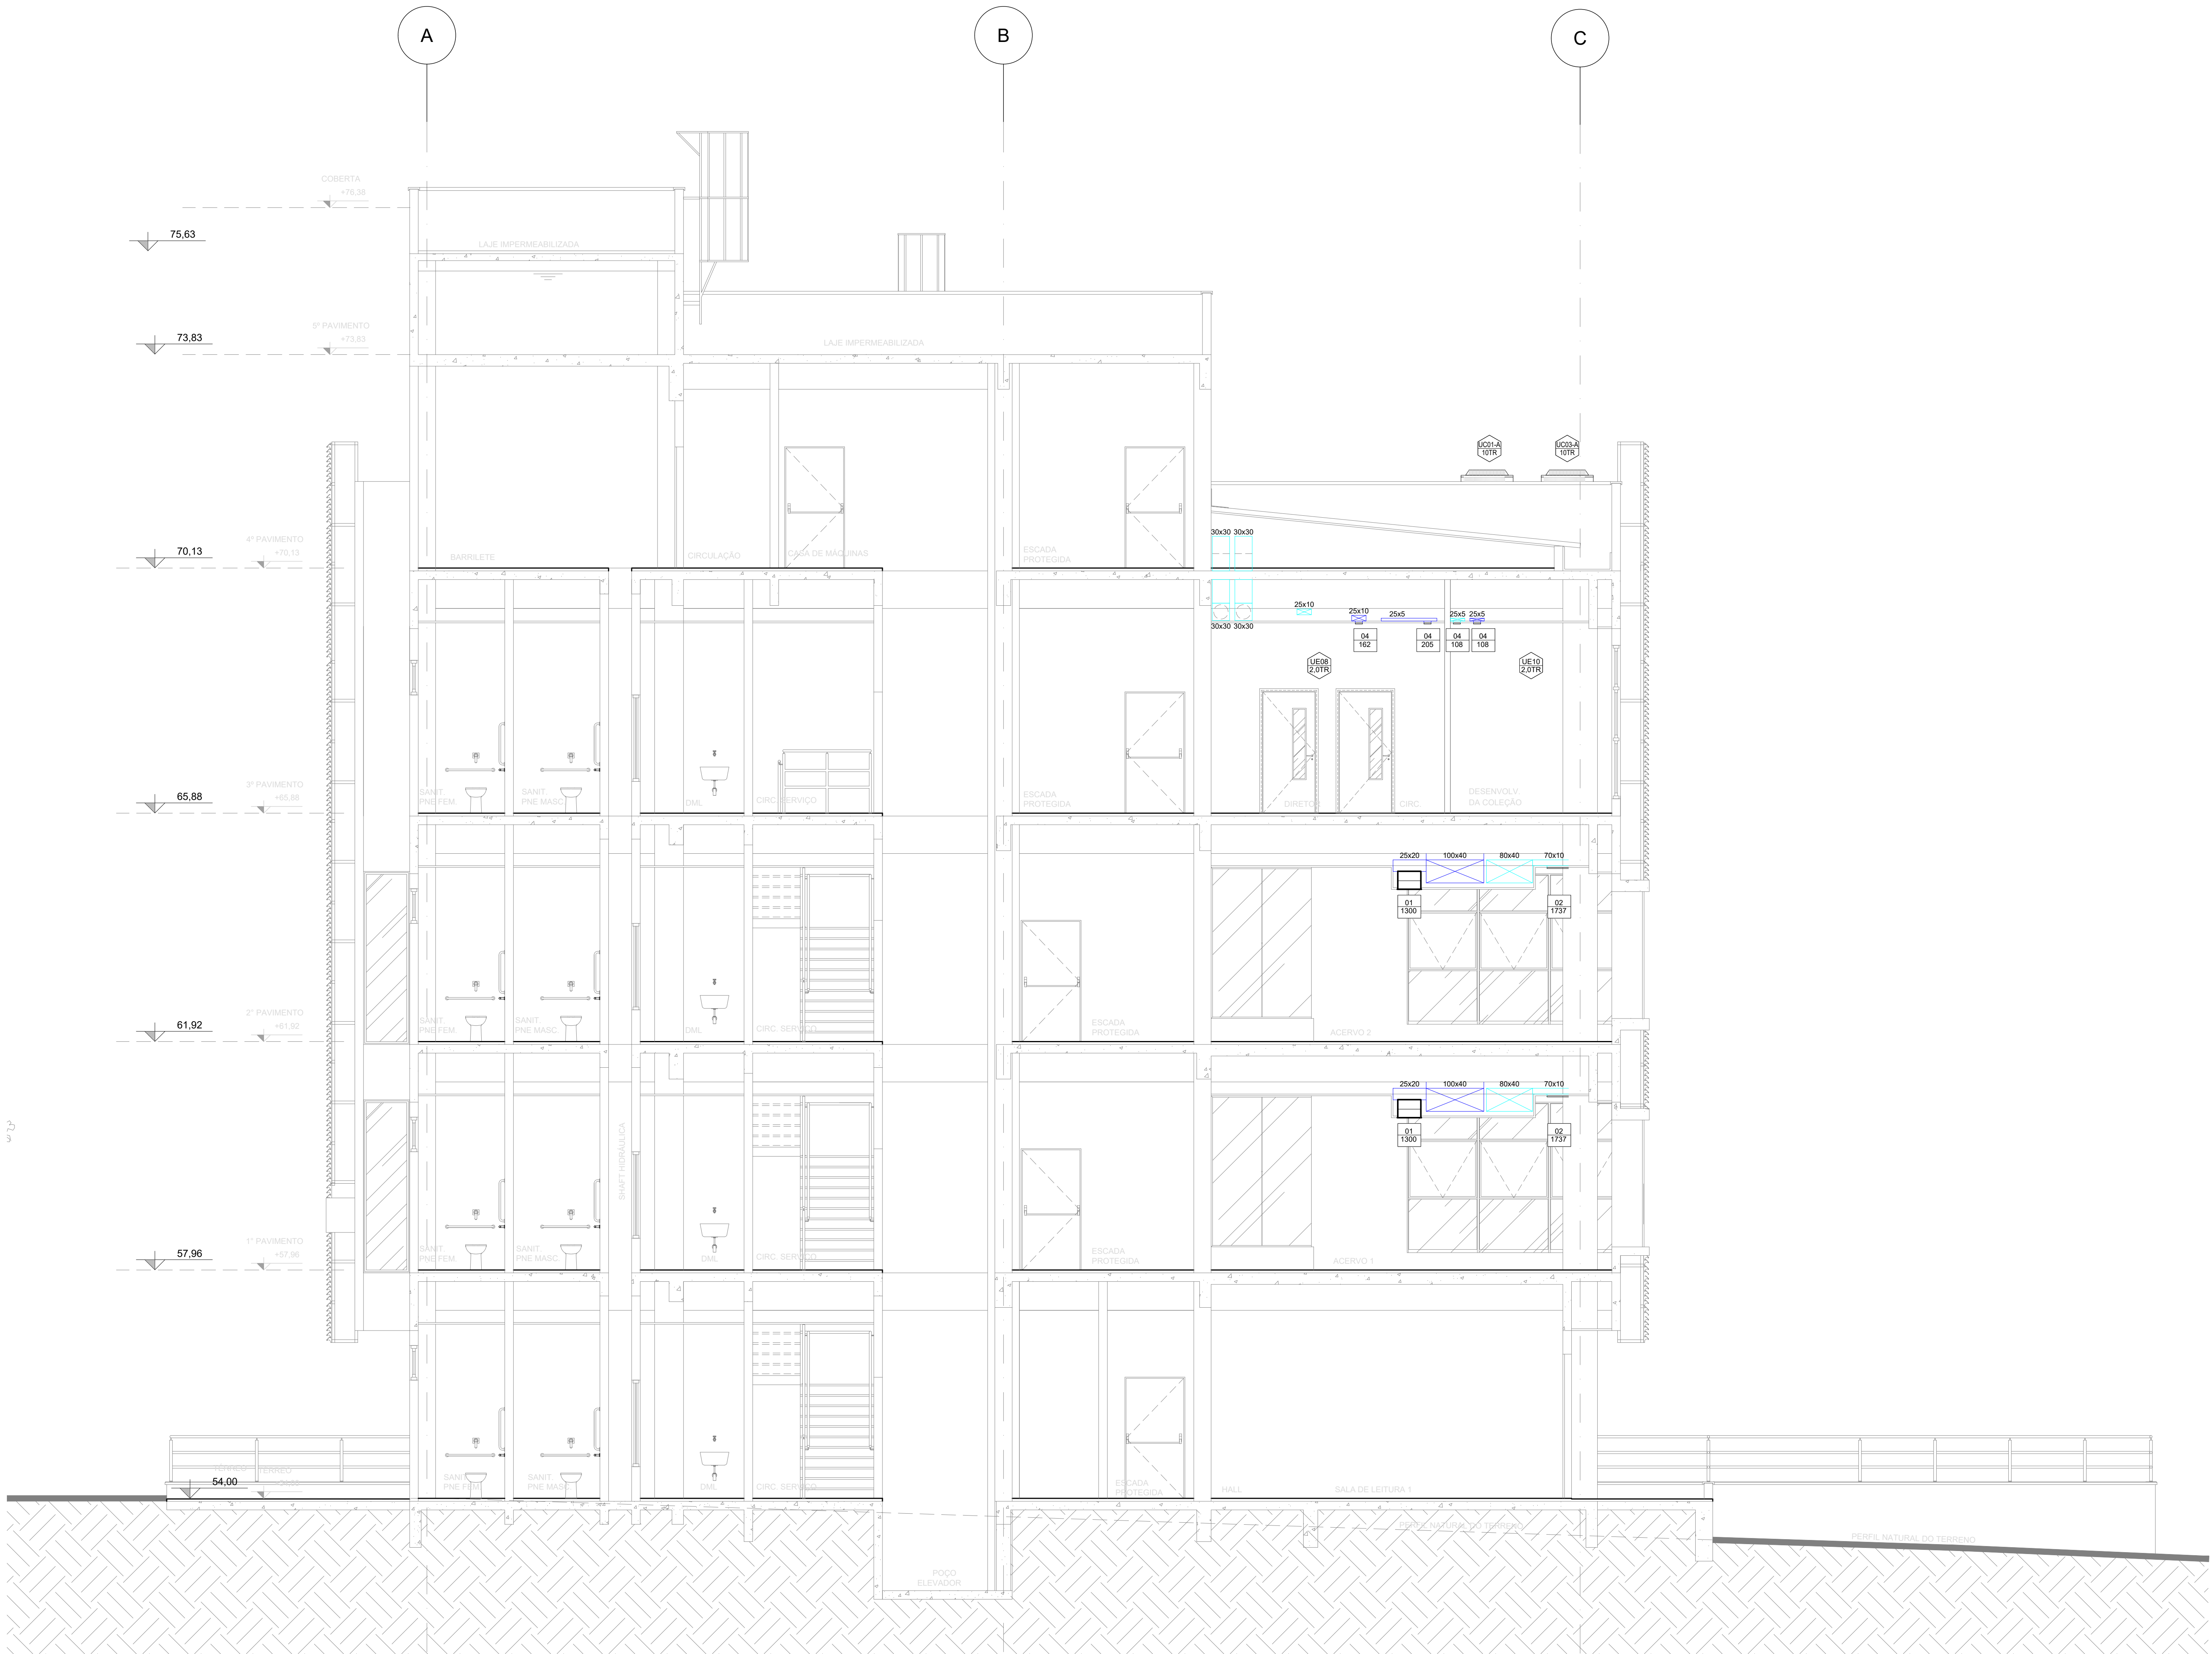 A
B
C
COBERTA
+76,38
75,63
LAJE IMPERMEABILIZADA
5º PAVIMENTO
+73,83
73,83
LAJE IMPERMEABILIZADA
UC01-A
10TR
UC03-A
10TR
4º PAVIMENTO
+70,13
70,13
BARRILETE
CIRCULAÇÃO
CASA DE MÁQUINAS
ESCADA
PROTEGIDA
30x30 30x30
25x10
25x10
25x5
25x5 25x5
30x30 30x30
04
162
04
205
04
108
04
108
UE08
2,0TR
UE10
2,0TR
3º PAVIMENTO
+65,88
65,88
SANIT.
PNE FEM.
SANIT.
PNE MASC.
DML
CIRC. SERVIÇO
ESCADA
PROTEGIDA
DIRETOR
CIRC.
DESENVOLV.
DA COLEÇÃO
25x20
100x40
80x40
70x10
01
1300
02
1737
2° PAVIMENTO
+61,92
61,92
SANIT.
PNE FEM.
SANIT.
PNE MASC.
DML
CIRC. SERVIÇO
ESCADA
PROTEGIDA
ACERVO 2
25x20
100x40
80x40
70x10
01
1300
02
1737
SHAFT HIDRÁULICA
1° PAVIMENTO
+57,96
57,96
SANIT.
PNE FEM.
SANIT.
PNE MASC.
DML
CIRC. SERVIÇO
ESCADA
PROTEGIDA
ACERVO 1
TÉRREO
TÉRREO
54,00
SANIT.
PNE FEM.
SANIT.
PNE MASC.
DML
CIRC. SERVIÇO
ESCADA
PROTEGIDA
HALL
SALA DE LEITURA 1
PERFIL NATURAL DO TERRENO
PERFIL NATURAL DO TERRENO
POÇO
ELEVADOR